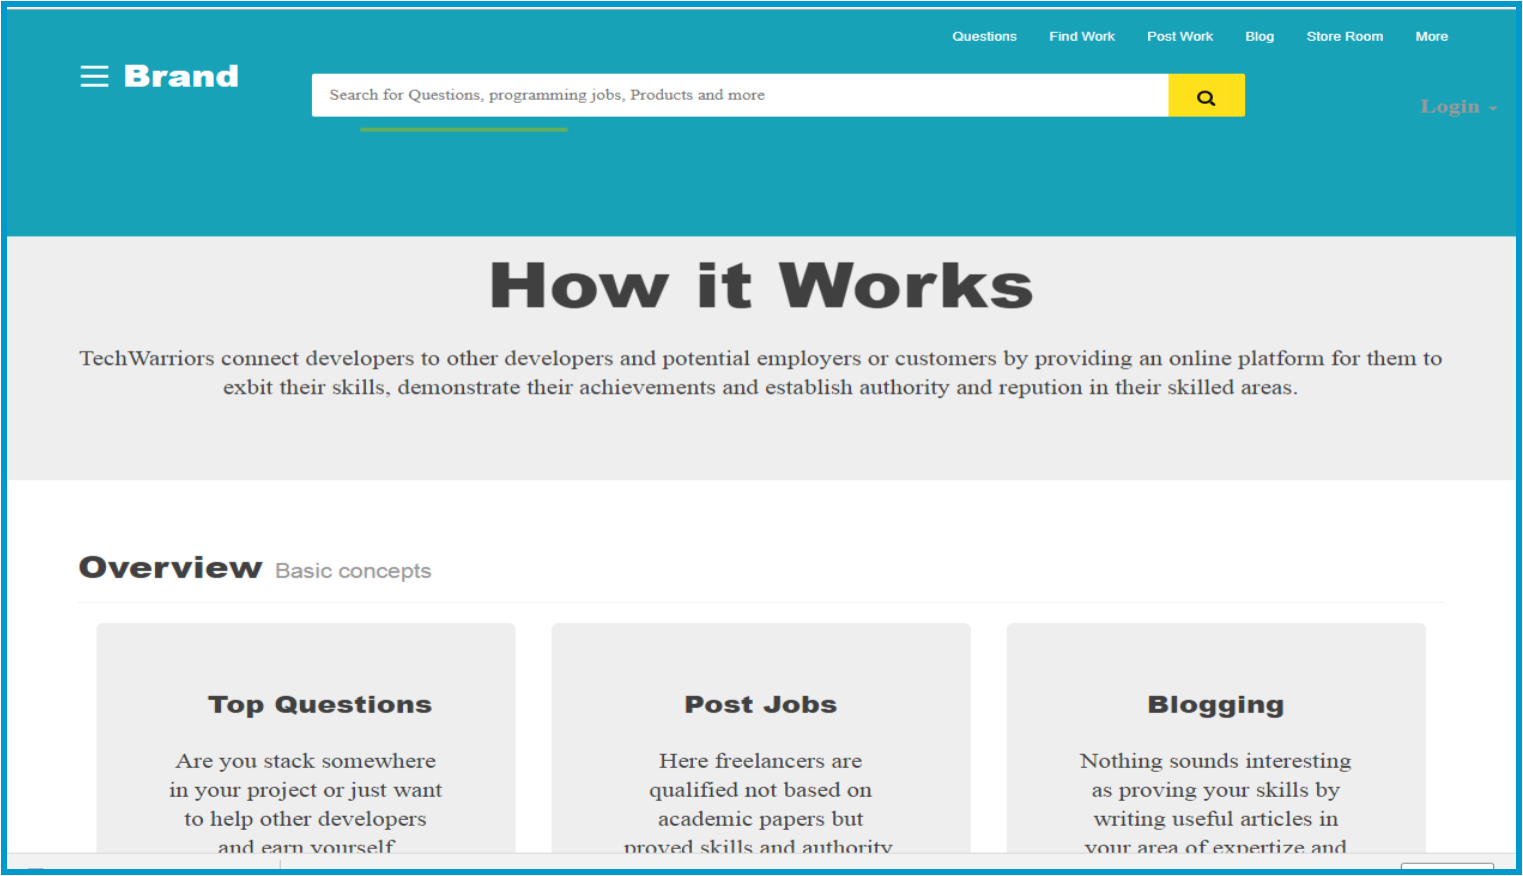 Questions Find Work Post Work Blog Store Room More
Brand
Search for Questions, programming jobs, Products and more
Login
How it Works
TechWarriors connect developers to other developers and potential employers or customers by providing an online platform for them to
exbit their skills, demonstrate their achievements and establish authority and repution in their skilled areas.
Overview Basic concepts
Top Questions
Are you stack somewhere
in your project or just want
to help other developers
and earn yourself
Post Jobs
Here freelancers are
qualified not based on
academic papers but
proved skills and authority
Blogging
Nothing sounds interesting
as proving your skills by
writing useful articles in
your area of expertize and